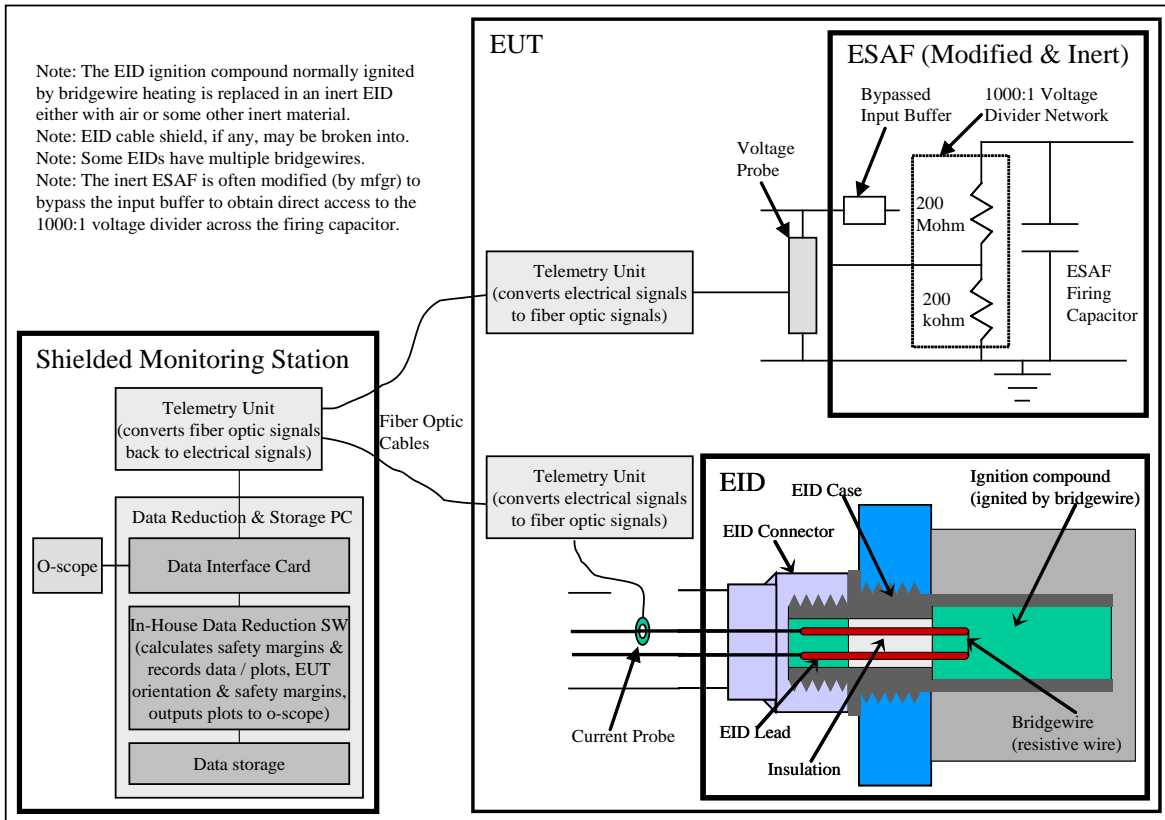 Note: The EID ignition compound normally ignited
by bridgewire heating is replaced in an inert EID
either with air or some other inert material.
Note: EID cable shield, if any, may be broken into.
Note: Some EIDs have multiple bridgewires.
Note: The inert ESAF is often modified (by mfgr) to
bypass the input buffer to obtain direct access to the
1000:1 voltage divider across the firing capacitor.
EUT
ESAF (Modified & Inert)
Bypassed
Input Buffer
1000:1 Voltage
Divider Network
Voltage
Probe
200
Mohm
200
kohm
ESAF
Firing
Capacitor
Telemetry Unit
(converts electrical signals
to fiber optic signals)
Shielded Monitoring Station
Telemetry Unit
(converts fiber optic signals
back to electrical signals)
Fiber Optic
Cables
Data Reduction & Storage PC
O-scope
Data Interface Card
In-House Data Reduction SW
(calculates safety margins &
records data / plots, EUT
orientation & safety margins,
outputs plots to o-scope)
Data storage
Telemetry Unit
(converts electrical signals
to fiber optic signals)
Current Probe
EID
EID Case
Ignition compound
(ignited by bridgewire)
EID Connector
EID Lead
Insulation
Bridgewire
(resistive wire)